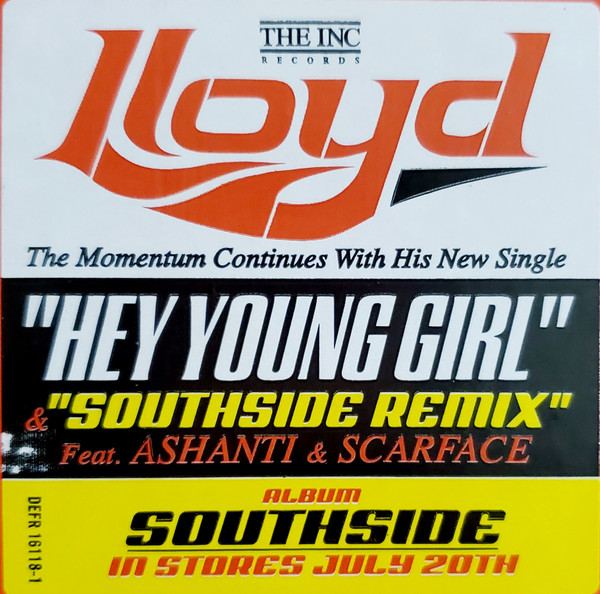 THE INC
RECORDS
Lloyd
The Momentum Continues With His New Single
"HEY YOUNG GIRL"
& "SOUTHSIDE REMIX"
Feat. ASHANTI & SCARFACE
ALBUM
SOUTHSIDE
IN STORES JULY 20TH
DEFR 16118-1